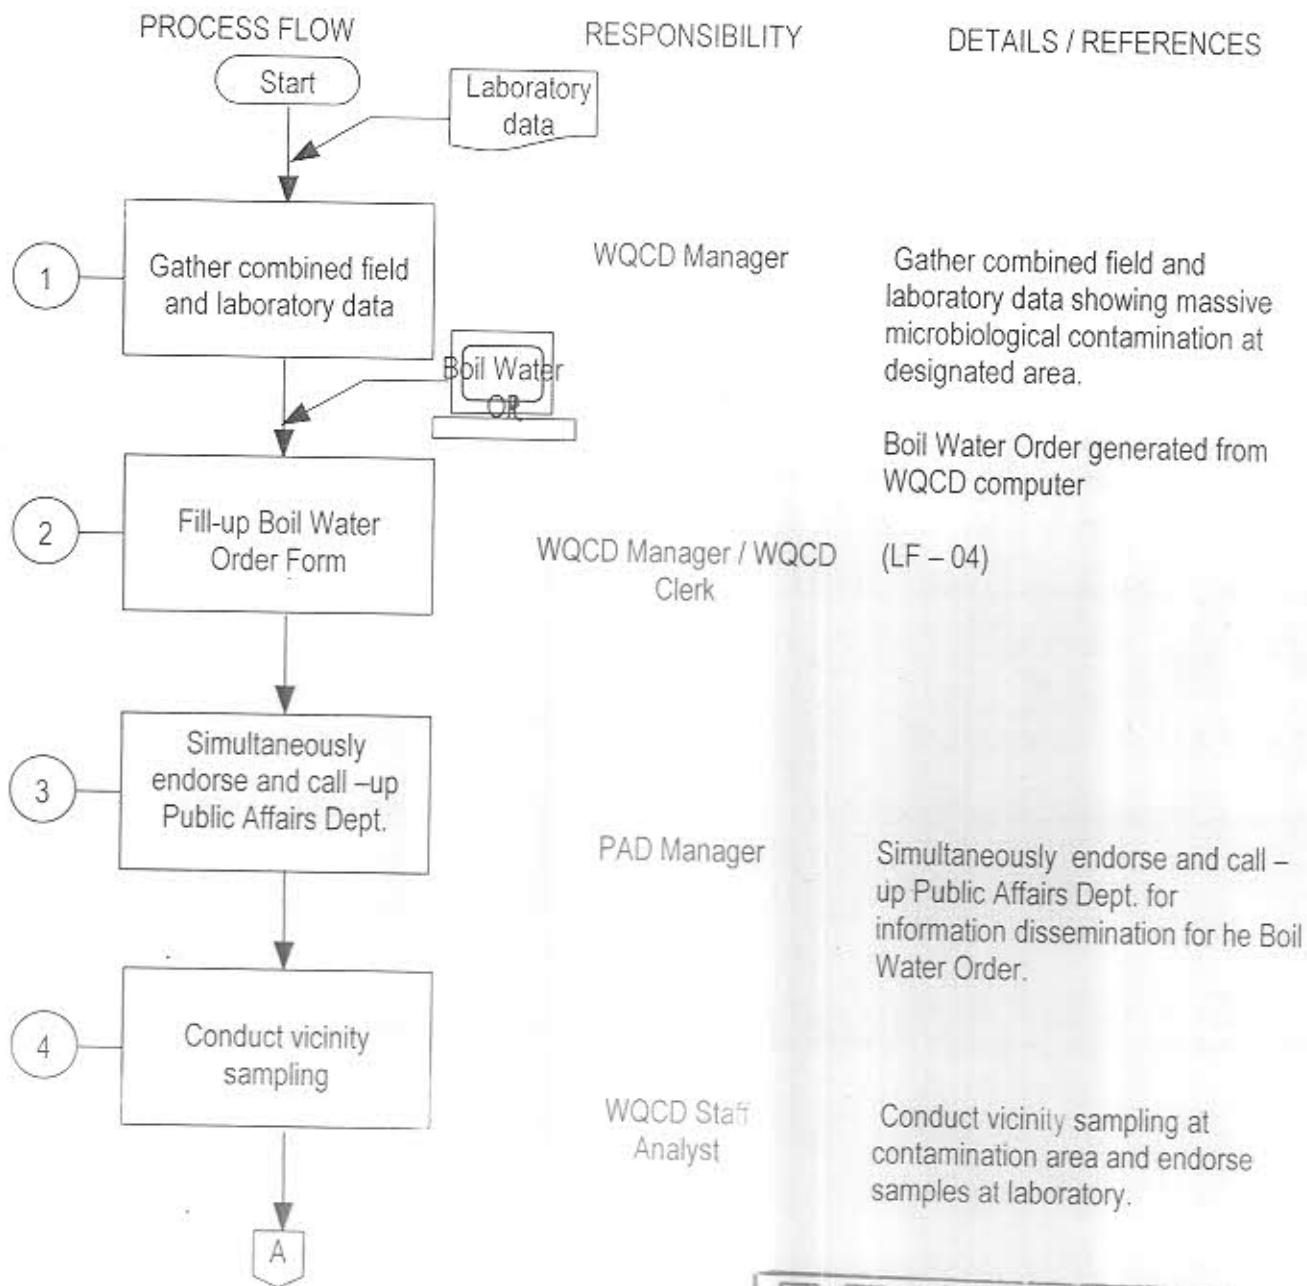 PROCESS FLOW
RESPONSIBILITY
DETAILS / REFERENCES
Start
Laboratory
data
1
Gather combined field
and laboratory data
WQCD Manager
Gather combined field and
laboratory data showing massive
microbiological contamination at
designated area.
Boil Water
OR
Boil Water Order generated from
WQCD computer
2
Fill-up Boil Water
Order Form
WQCD Manager / WQCD
Clerk
(LF – 04)
3
Simultaneously
endorse and call –up
Public Affairs Dept.
PAD Manager
Simultaneously endorse and call –
up Public Affairs Dept. for
information dissemination for he Boil
Water Order.
4
Conduct vicinity
sampling
WQCD Staff
Analyst
Conduct vicinity sampling at
contamination area and endorse
samples at laboratory.
A